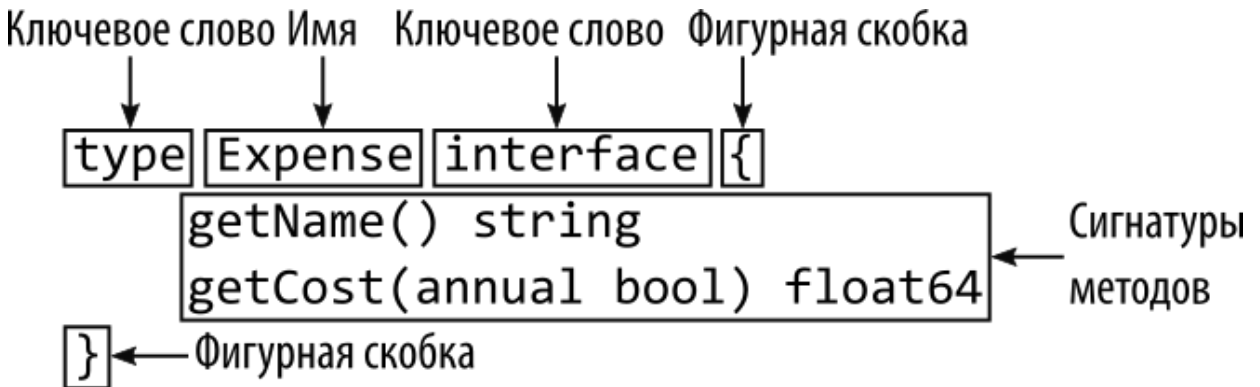 Ключевое слово Имя Ключевое слово Фигурная скобка
type Expense interface {
getName() string
getCost(annual bool) float64
Сигнатуры
методов
} Фигурная скобка